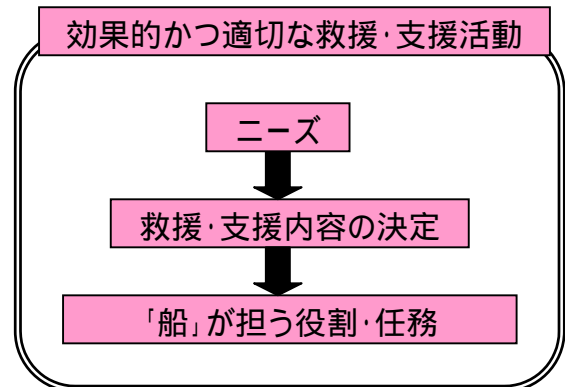 効果的かつ適切な救援･支援活動
ニーズ
救援･支援内容の決定
｢船｣が担う役割･任務